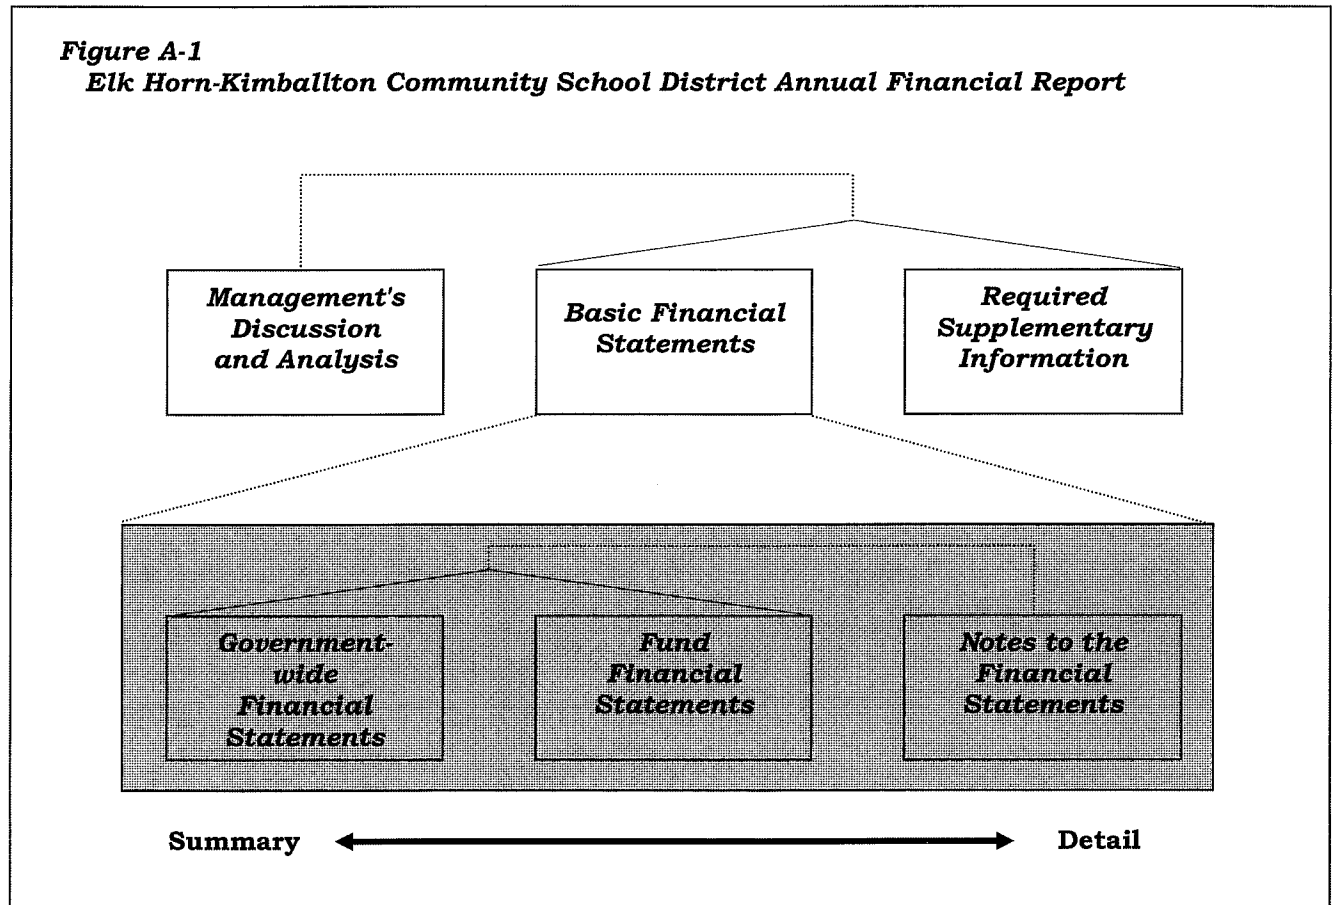 Figure A-1
Elk Horn-Kimballton Community School District Annual Financial Report
Management's
Discussion
and Analysis
Basic Financial
Statements
Required
Supplementary
Information
Government-
wide
Financial
Statements
Fund
Financial
Statements
Notes to the
Financial
Statements
Summary
Detail